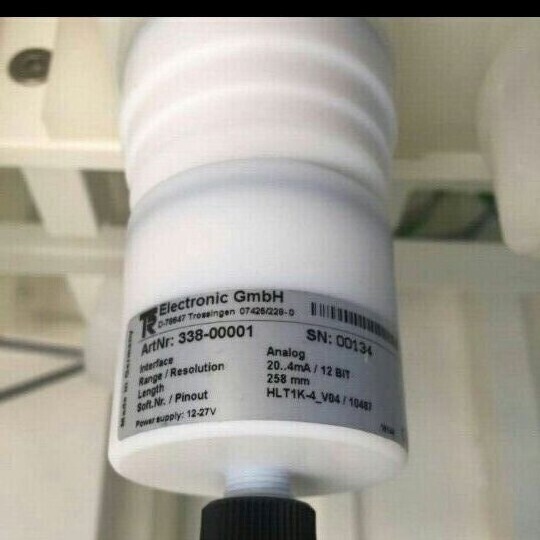 TR Electronic GmbH
D-78647 Trossingen 07425/228-0
ArtNr: 338-00001 SN: 00134
Interface Analog
Range / Resolution 20..4mA / 12 BIT
Length 258 mm
Soft.Nr. / Pinout HLT1K-4_V04 / 10487
Power supply: 12-27V
Made in Germany